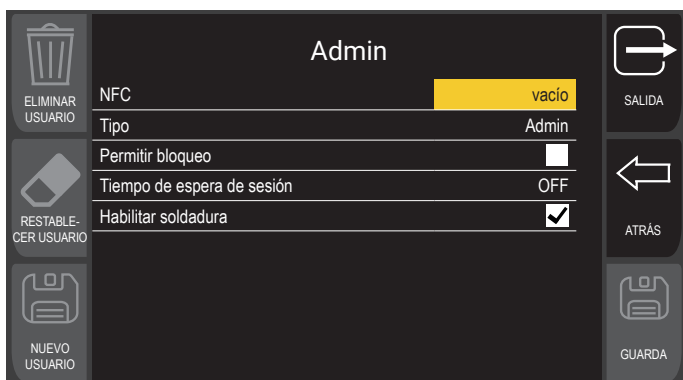 Admin
ELIMINAR
USUARIO
RESTABLE-
CER USUARIO
NUEVO
USUARIO
NFC vacío
Tipo Admin
Permitir bloqueo
Tiempo de espera de sesión OFF
Habilitar soldadura
SALIDA
ATRÁS
GUARDA